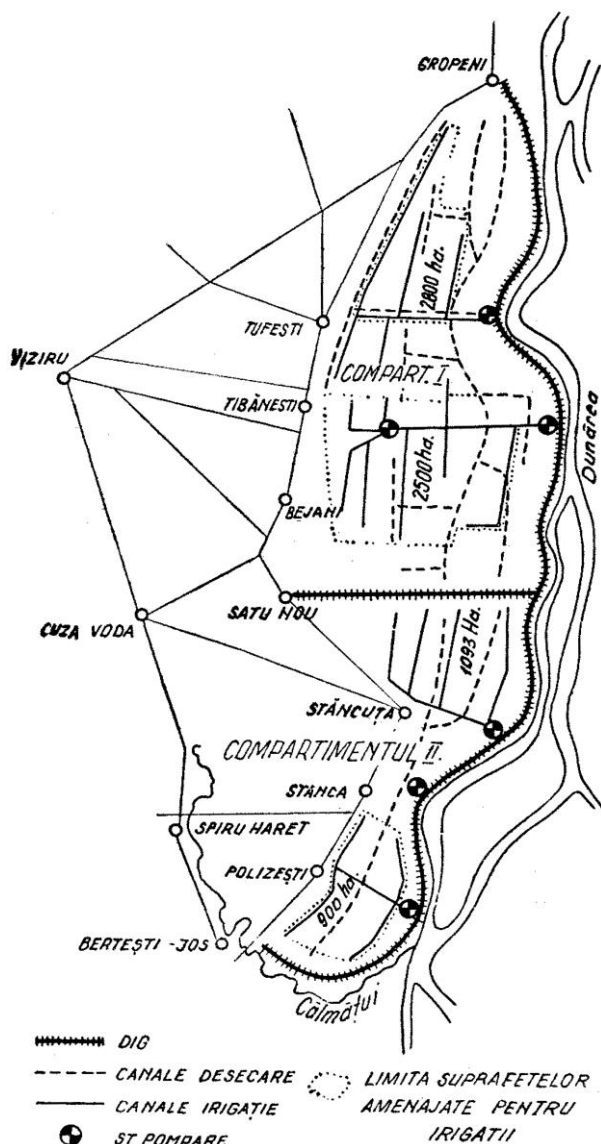 GROPENI
2800 ha.
TUFEȘTI
VIZIRU
COMPART. I
TIBĂNEȘTI
Dunărea
2500 ha.
BEJANI
SATU NOU
CUZA VODA
1093 Ha.
STĂNCUȚA
COMPARTIMENTUL II.
STANCA
SPIRU HARET
POLIZEȘTI
900 ha.
BERTEȘTI-JOS
Călmățui
DIG
CANALE DESECARE
LIMITA SUPRAFETELOR
AMENAJATE PENTRU
IRIGATII
CANALE IRIGAȚIE
ST. POMPARE